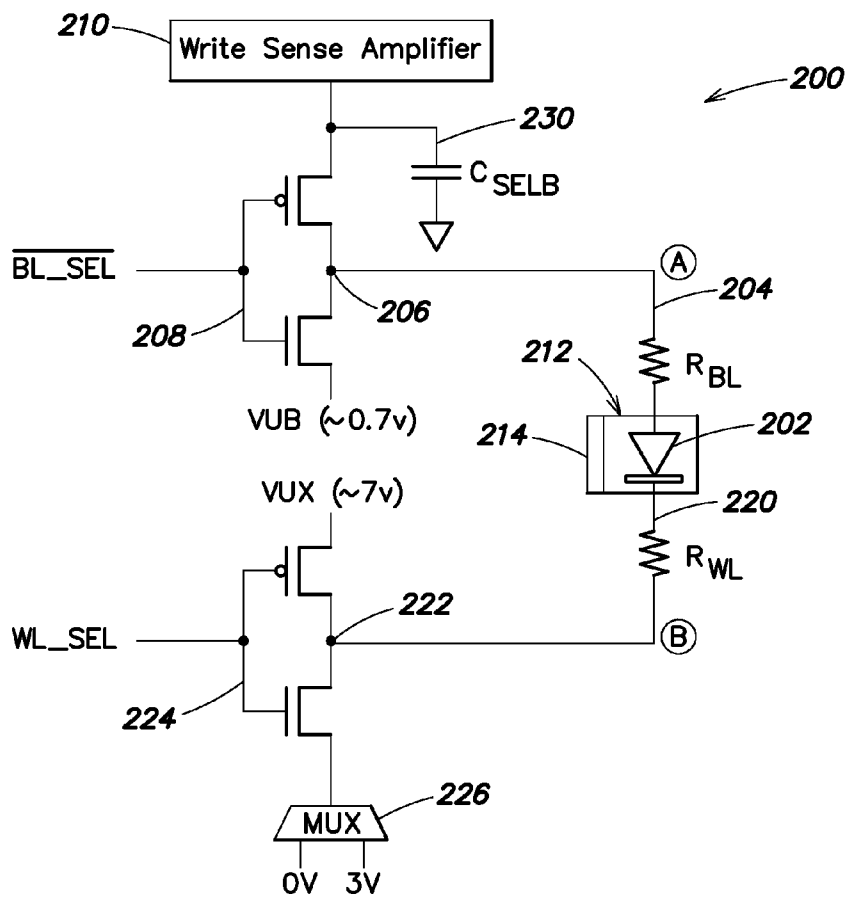 210
Write Sense Amplifier
200
230
C SELB
BL_SEL
A
206
204
208
212
R BL
VUB (~0.7v)
214
202
VUX (~7v)
220
R WL
222
WL_SEL
B
224
226
MUX
0V 3V